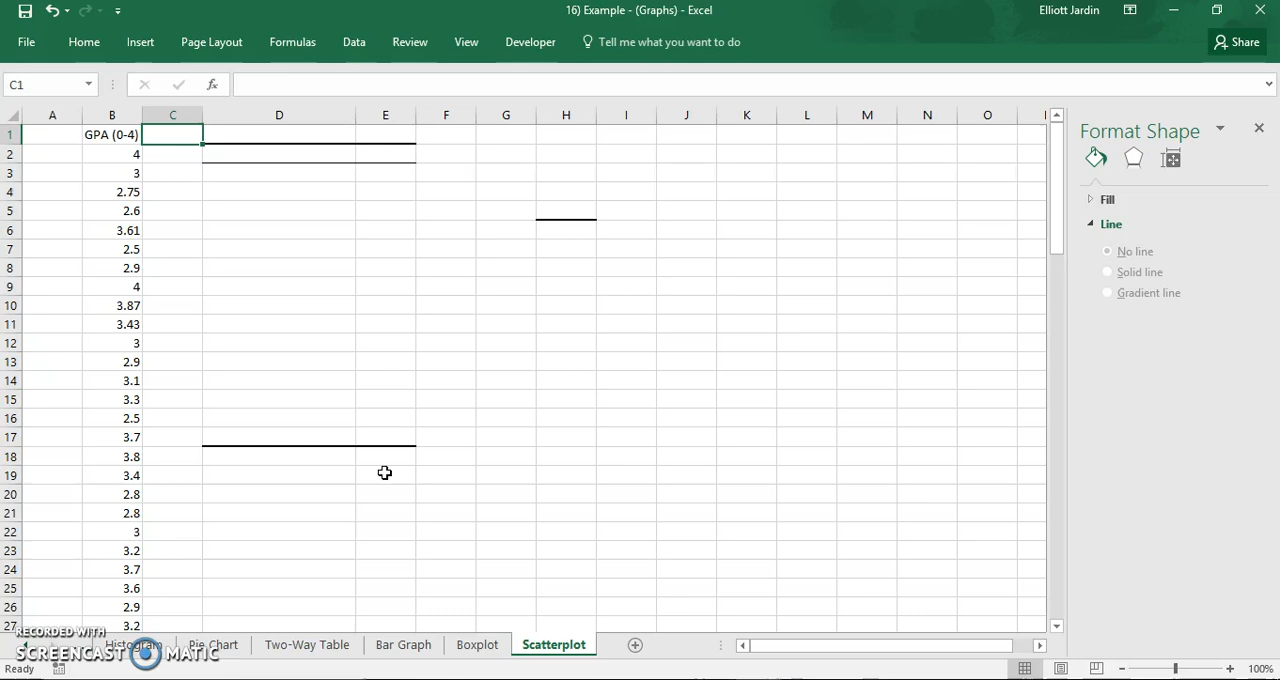 16) Example - (Graphs) - Excel
Elliott Jardin
File Home Insert Page Layout Formulas Data Review View Developer Tell me what you want to do Share
C1 fx
A B C D E F G H I J K L M N O
1 GPA (0-4)
2 4
3 3
4 2.75
5 2.6
6 3.61
7 2.5
8 2.9
9 4
10 3.87
11 3.43
12 3
13 2.9
14 3.1
15 3.3
16 2.5
17 3.7
18 3.8
19 3.4
20 2.8
21 2.8
22 3
23 3.2
24 3.7
25 3.6
26 2.9
27 3.2
Format Shape
Fill
Line
No line
Solid line
Gradient line
RECORDED WITH
SCREENCAST MATIC
Histogram Pie Chart Two-Way Table Bar Graph Boxplot Scatterplot
Ready 100%